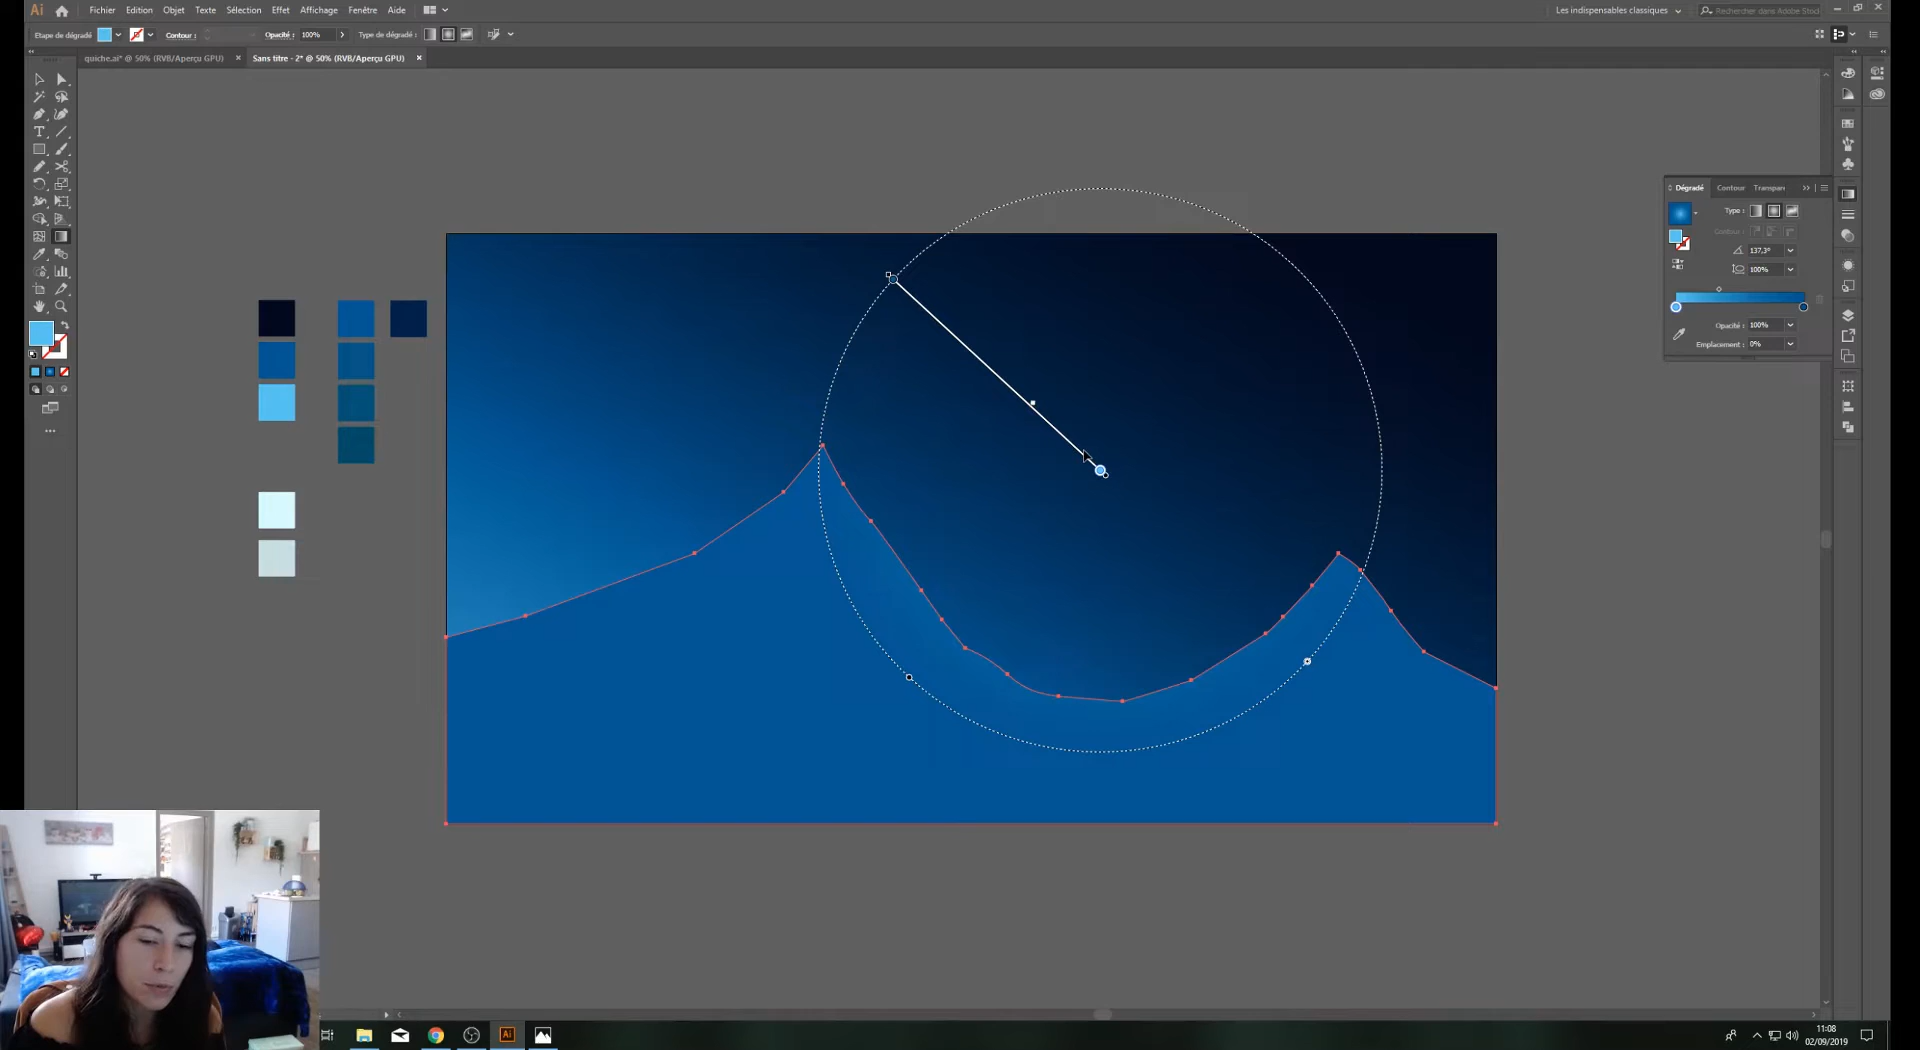 Ai Fichier Edition Objet Texte Sélection Effet Affichage Fenêtre Aide Les indispensables classiques Rechercher dans Adobe Stock
Etape de dégradé Contour : Opacité : 100% Type de dégradé :
quiche.ai* @ 50% (RVB/Aperçu GPU) × Sans titre - 2* @ 50% (RVB/Aperçu GPU) ×
Dégradé Contour Transpari
Type :
Contour :
137,3°
100%
Opacité : 100%
Emplacement : 0%
Ai
11:08
02/09/2019